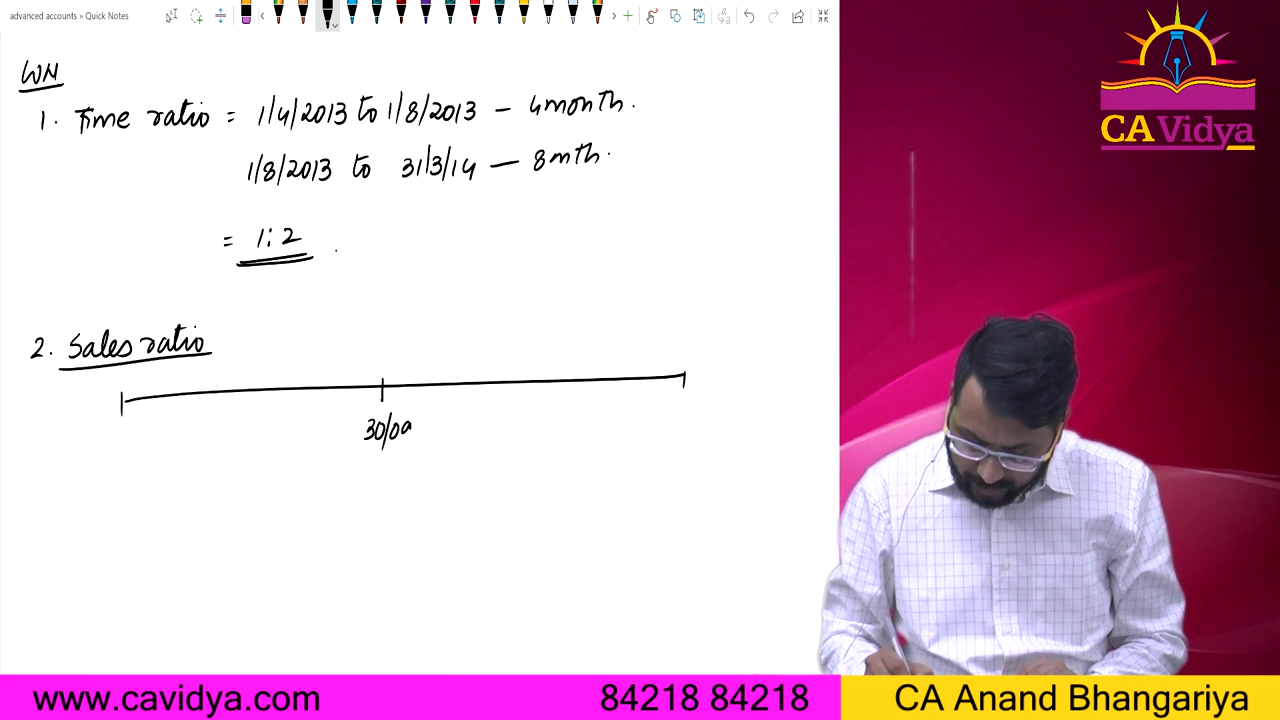 advanced accounts » Quick Notes
WN
1. Time ratio = 1/4/2013 to 1/8/2013 - 4month.
1/8/2013 to 31/3/14 — 8mth.
= 1:2
2. Sales ratio
30/09
CA Vidya
www.cavidya.com
84218 84218
CA Anand Bhangariya